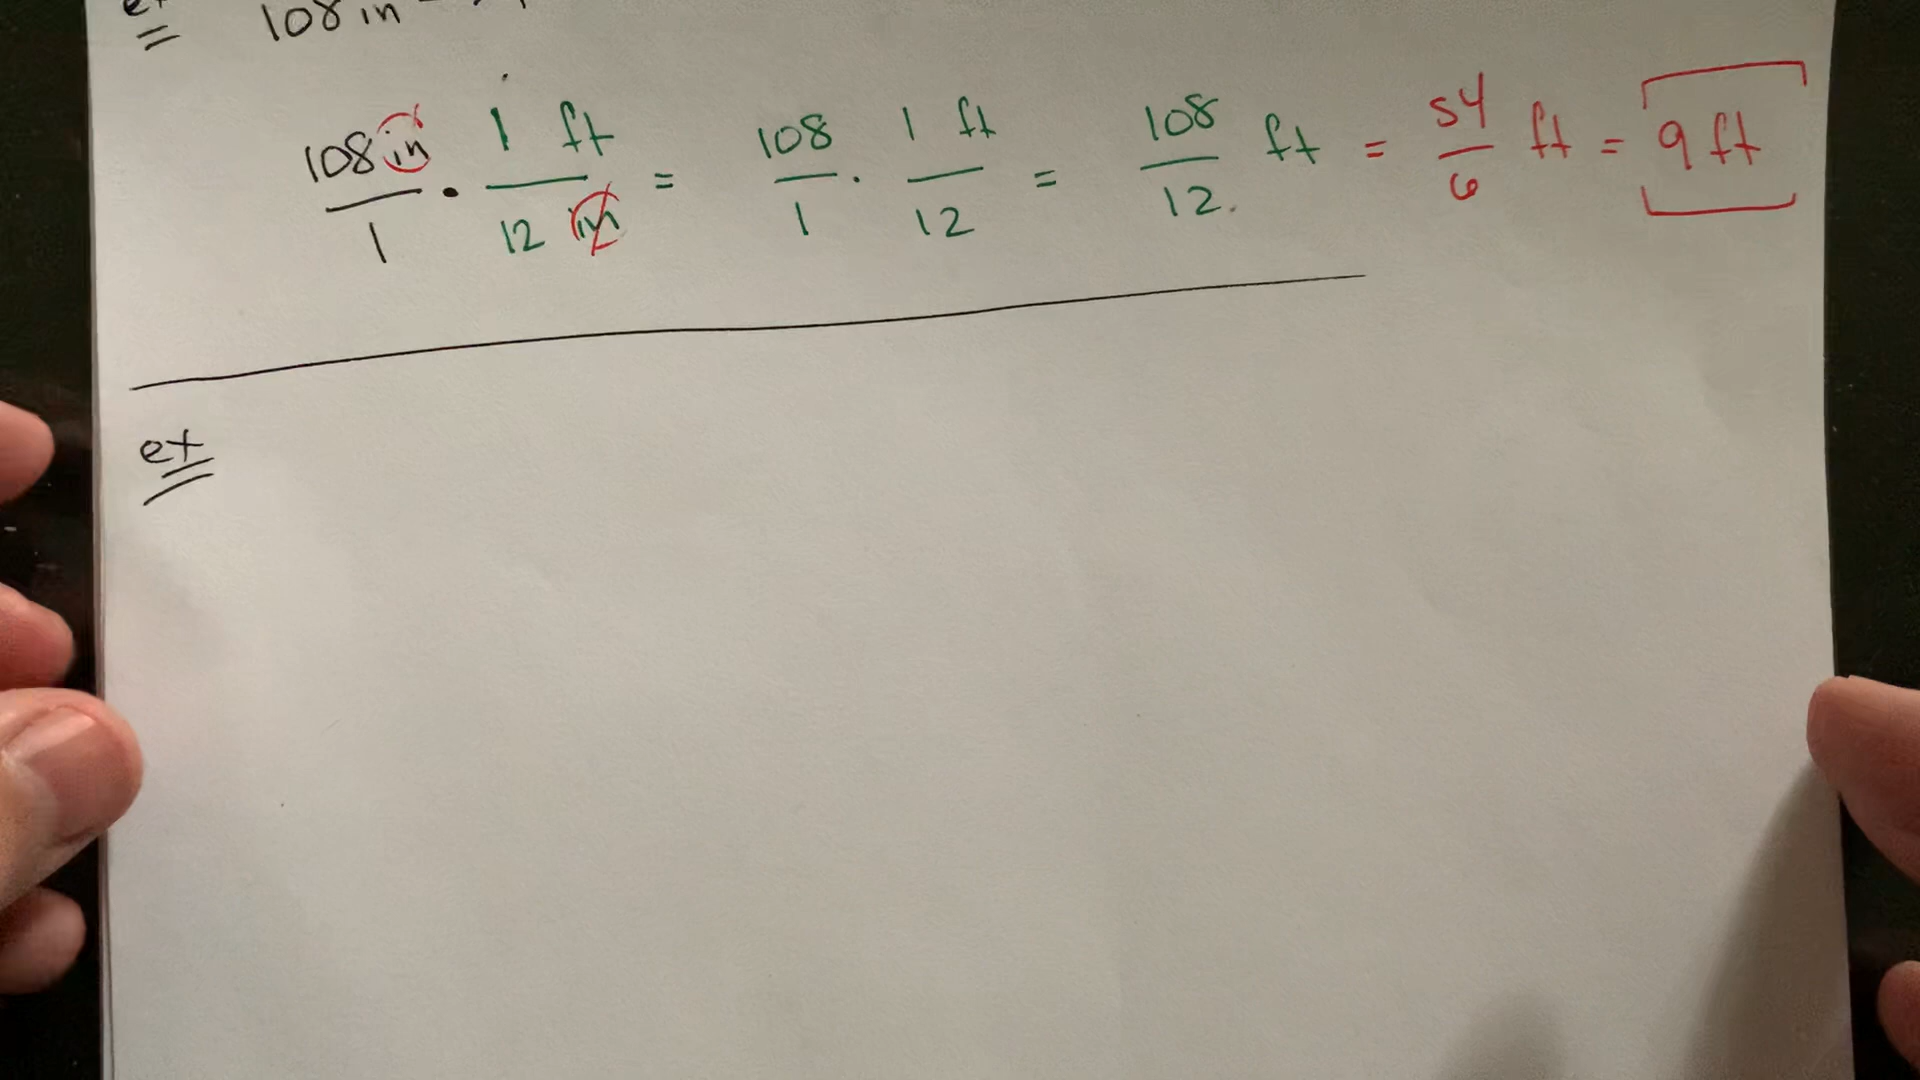 ex 108 in
108 in/1 · 1 ft/12 in = 108/1 · 1 ft/12 = 108/12 ft = 54/6 ft = 9 ft
ex